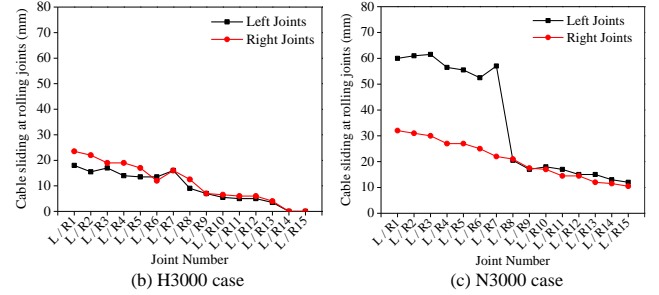 Cable sliding at rolling joints (mm)
80
70
60
50
40
30
20
10
0
Left Joints
Right Joints
L / R1
L / R2
L / R3
L / R4
L / R5
L / R6
L / R7
L / R8
L / R9
L / R10
L / R11
L / R12
L / R13
L / R14
L / R15
Joint Number
(b) H3000 case
Cable sliding at rolling joints (mm)
80
70
60
50
40
30
20
10
0
Left Joints
Right Joints
L / R1
L / R2
L / R3
L / R4
L / R5
L / R6
L / R7
L / R8
L / R9
L / R10
L / R11
L / R12
L / R13
L / R14
L / R15
Joint Number
(c) N3000 case